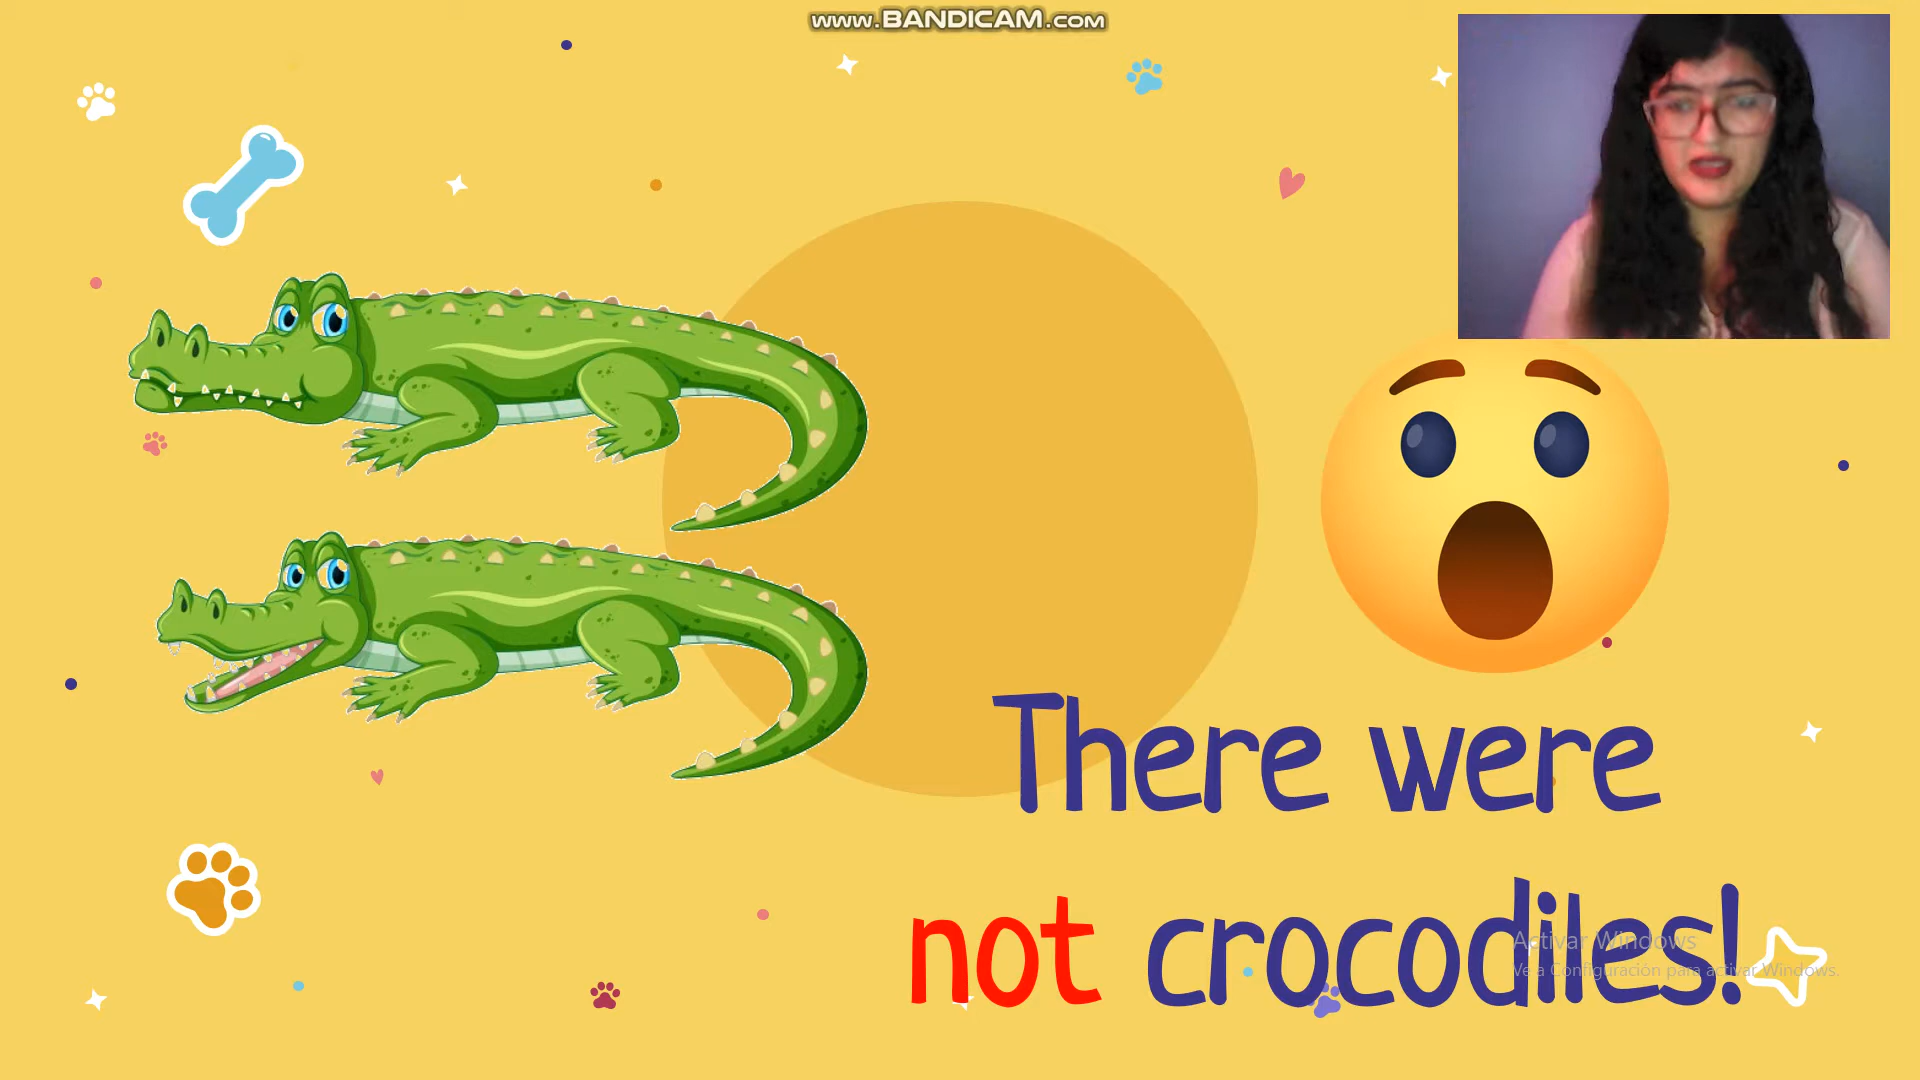 www.BANDICAM.com
There were
not crocodiles!
Activar Windows
Ve a Configuración para activar Windows.